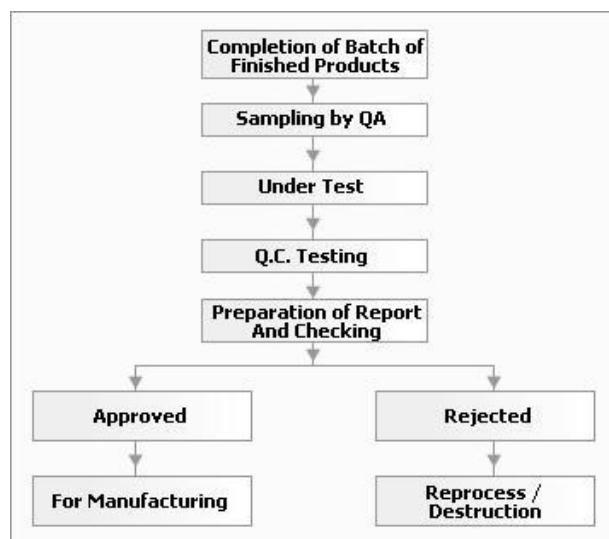 Completion of Batch of
Finished Products
Sampling by QA
Under Test
Q.C. Testing
Preparation of Report
And Checking
Approved
Rejected
For Manufacturing
Reprocess /
Destruction